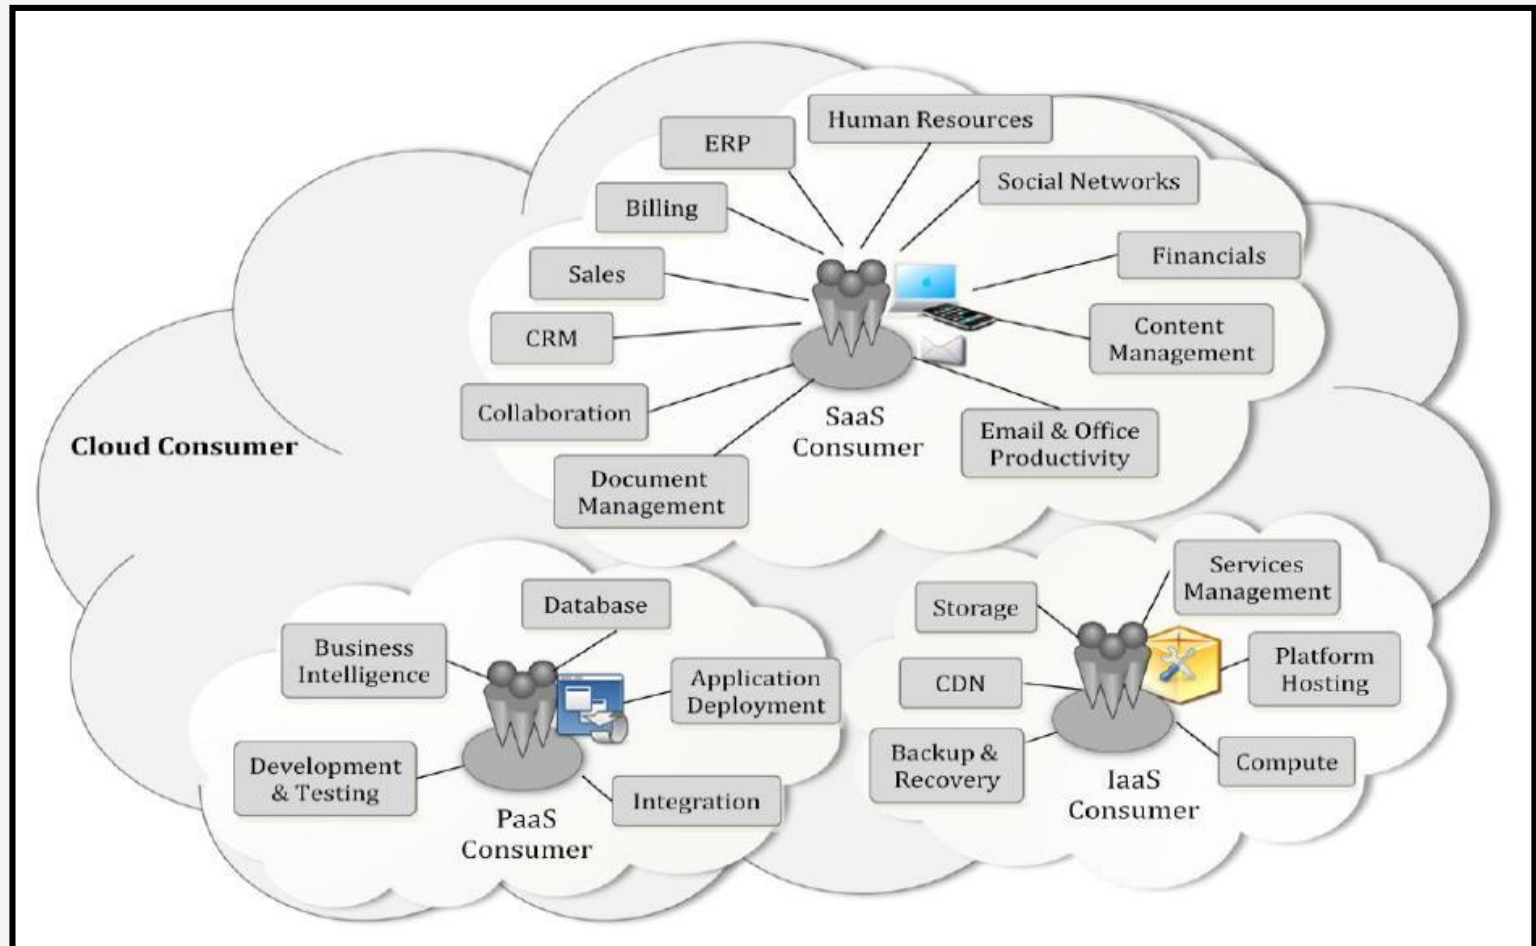 Human Resources
ERP
Social Networks
Billing
Financials
Sales
Content
Management
CRM
Collaboration
SaaS
Consumer
Email & Office
Productivity
Cloud Consumer
Document
Management
Services
Management
Database
Storage
Business
Intelligence
Platform
Hosting
Application
Deployment
CDN
Development
& Testing
Backup &
Recovery
Compute
Integration
IaaS
Consumer
PaaS
Consumer